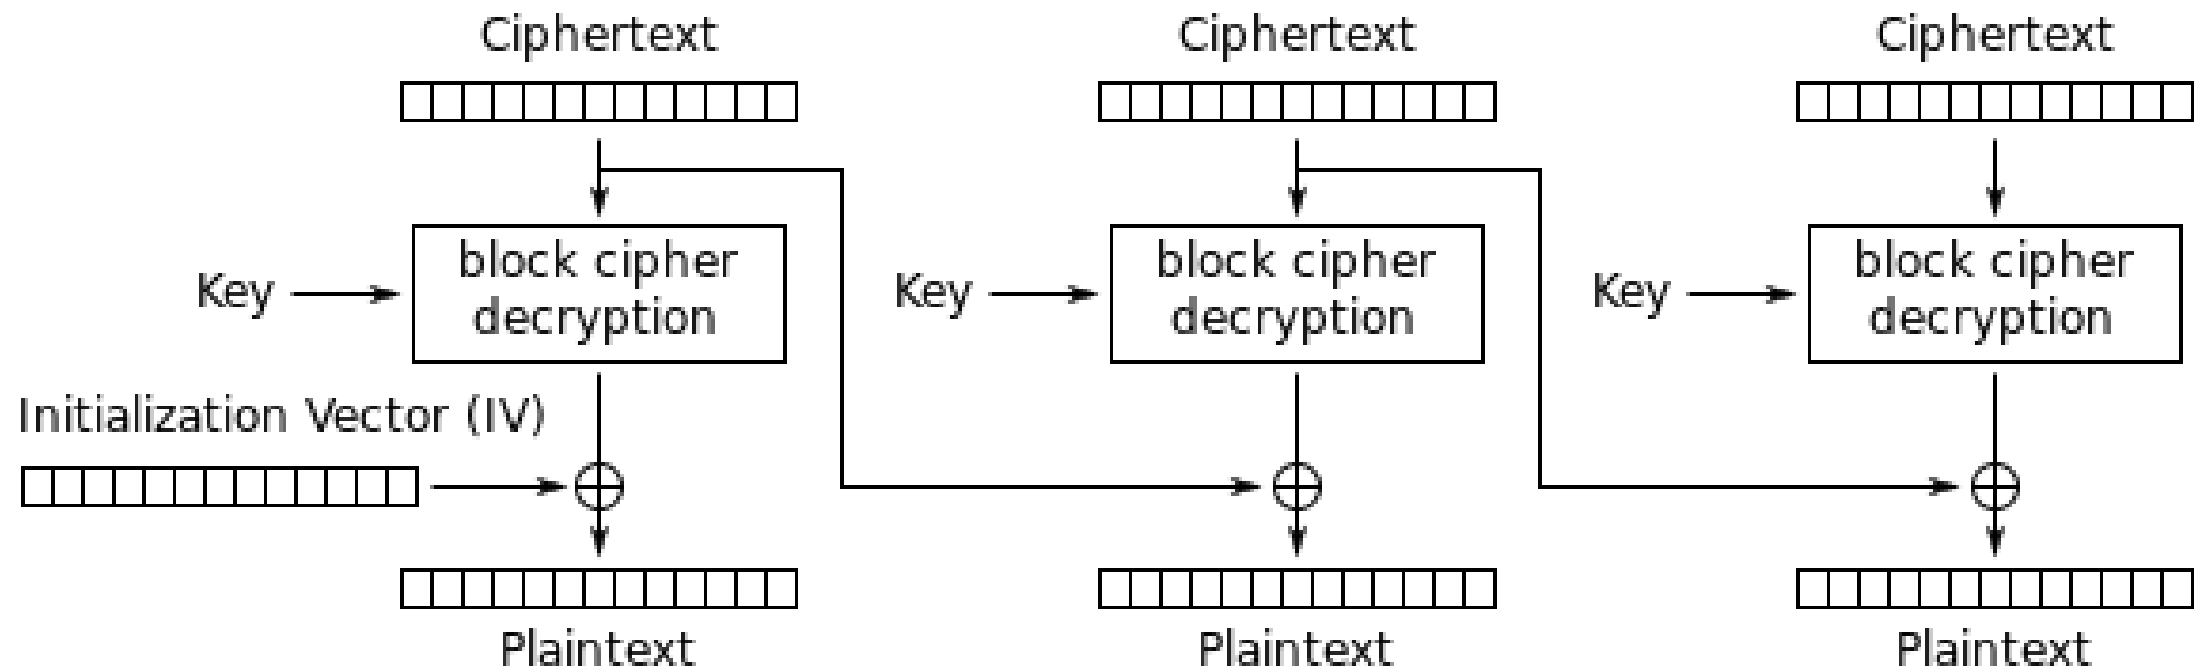 Ciphertext
Ciphertext
Ciphertext
block cipher
decryption
block cipher
decryption
block cipher
decryption
Key
Key
Key
Initialization Vector (IV)
Plaintext
Plaintext
Plaintext